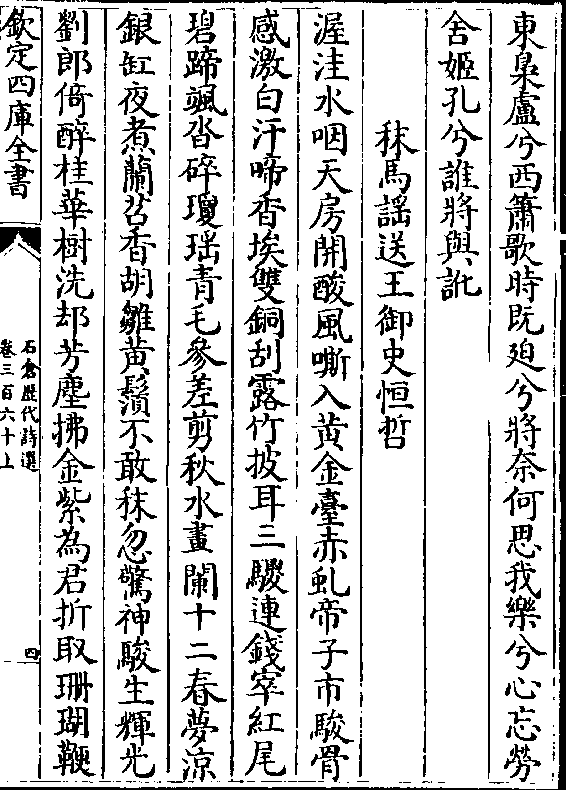 東臯盧兮西簫歌時既廹兮將奈何思我樂兮心忘勞
舍姬孔兮誰將與訛
秣馬謡送王御史恒哲
渥洼水咽天房開酸風嘶入黄金臺赤虬帝子市駿骨
感激白汗啼香埃雙銅刮露竹披耳三騣連錢窣紅尾
碧蹄颯沓碎瓊瑶青毛參差剪秋水畫闌十二春夢涼
銀缸夜煮蘭苕香胡雛黄鬚不敢秣忽驚神駿生輝光
劉郎倚醉桂華樹洗却芳塵拂金紫為君折取珊瑚鞭
欽定四庫全書
石倉歴代詩選
卷三百六十上
四